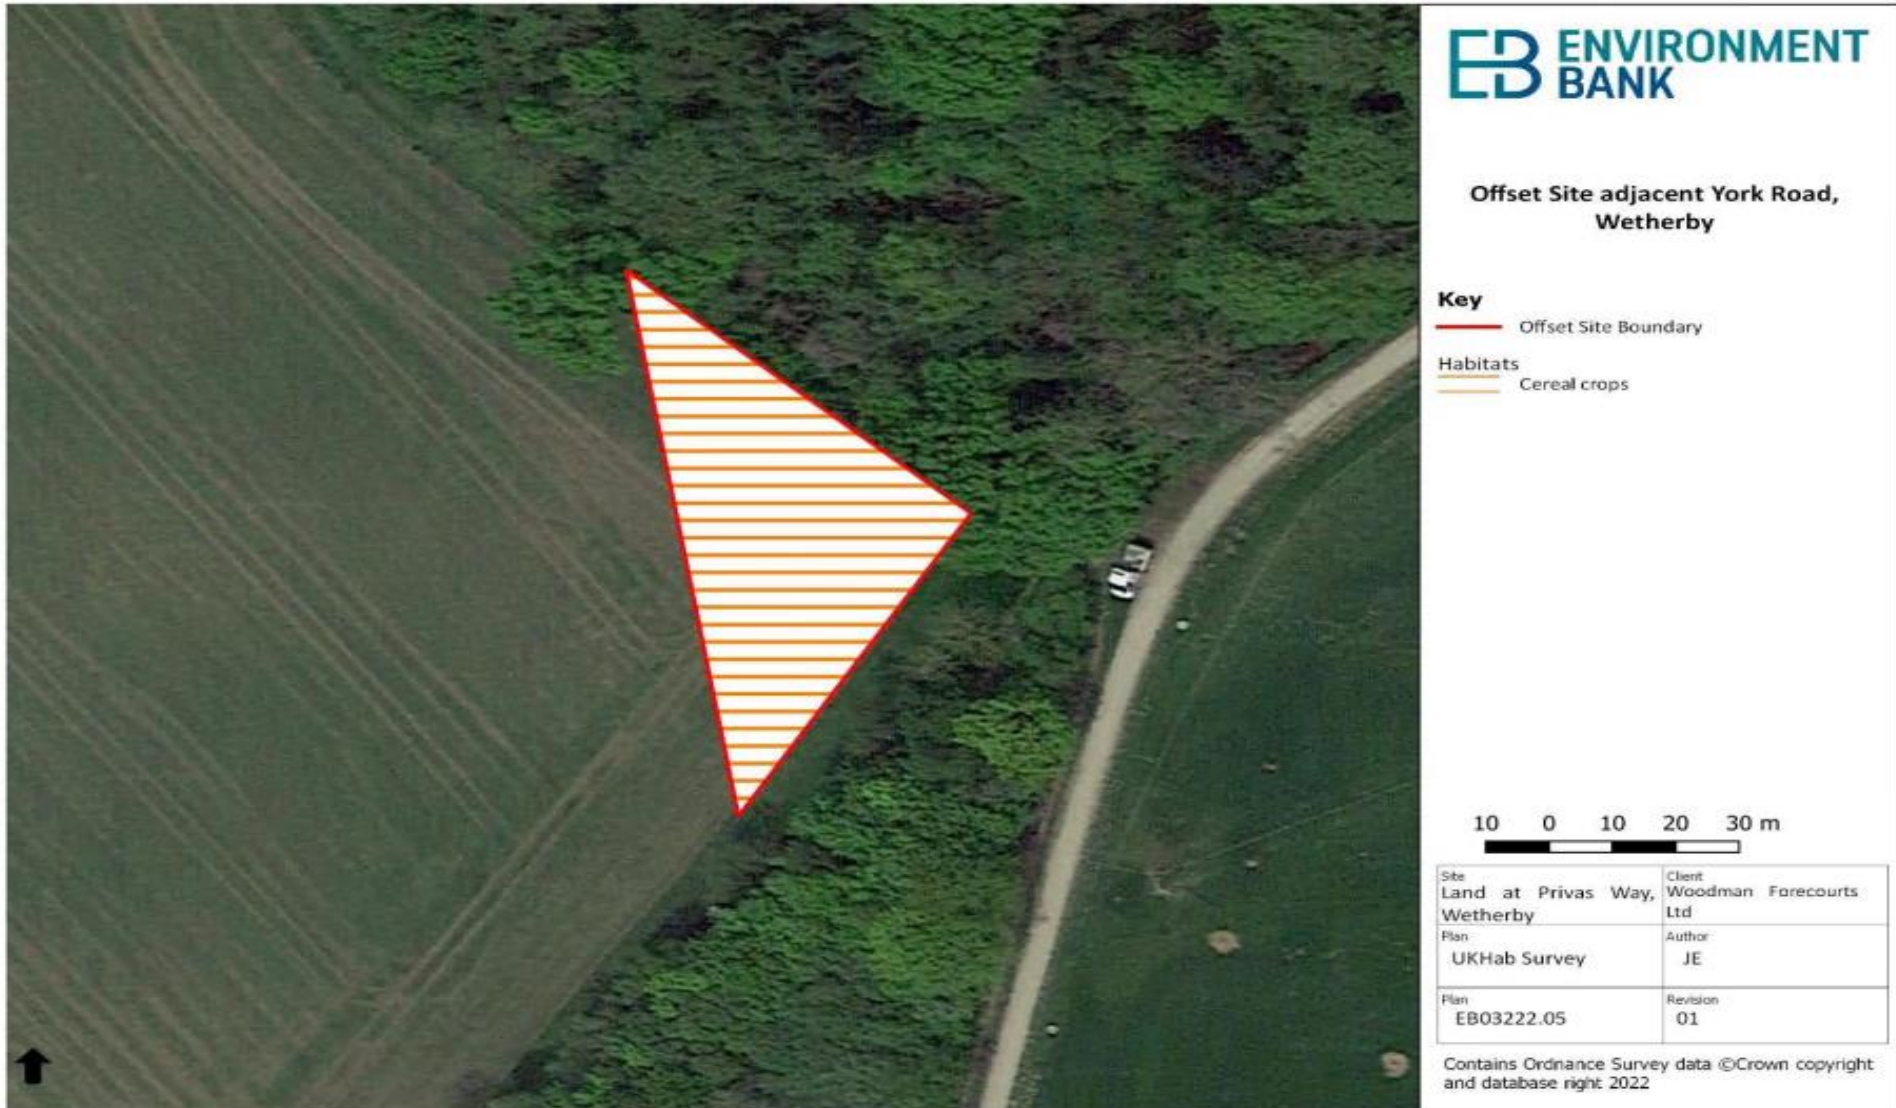 EB ENVIRONMENT
BANK
Offset Site adjacent York Road,
Wetherby
Key
Offset Site Boundary
Habitats
Cereal crops
10 0 10 20 30 m
Site
Land at Privas Way,
Wetherby
Client
Woodman Forecourts
Ltd
Plan
UKHab Survey
Author
JE
Plan
EB03222.05
Revision
01
Contains Ordnance Survey data ©Crown copyright
and database right 2022